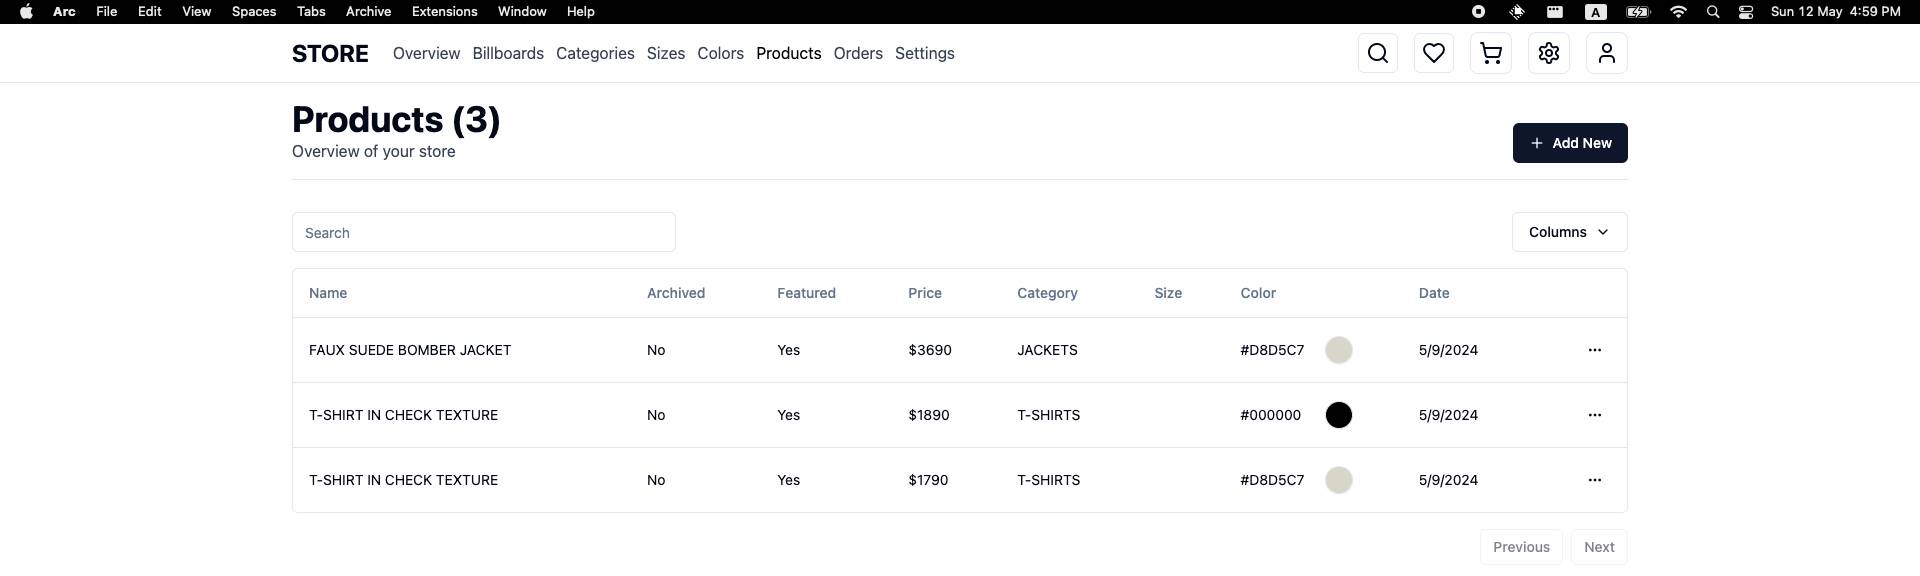 Arc File Edit View Spaces Tabs Archive Extensions Window Help A Sun 12 May 4:59 PM
STORE Overview Billboards Categories Sizes Colors Products Orders Settings
Products (3)
Overview of your store
+ Add New
Search
Columns
Name Archived Featured Price Category Size Color Date
FAUX SUEDE BOMBER JACKET No Yes $3690 JACKETS #D8D5C7 5/9/2024 ...
T-SHIRT IN CHECK TEXTURE No Yes $1890 T-SHIRTS #000000 5/9/2024 ...
T-SHIRT IN CHECK TEXTURE No Yes $1790 T-SHIRTS #D8D5C7 5/9/2024 ...
Previous Next